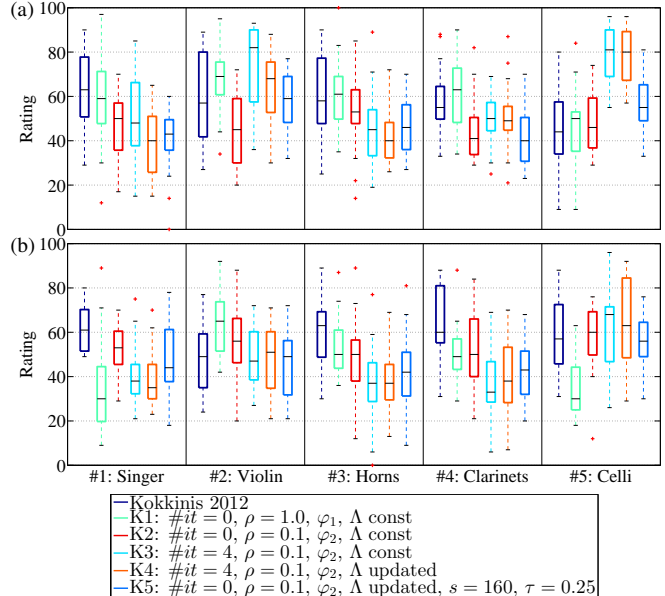 (a)
100
80
60
40
20
0
Rating
(b)
100
80
60
40
20
0
Rating
#1: Singer #2: Violin #3: Horns #4: Clarinets #5: Celli
Kokkinis 2012
K1: #it = 0, ρ = 1.0, φ₁, Λ const
K2: #it = 0, ρ = 0.1, φ₂, Λ const
K3: #it = 4, ρ = 0.1, φ₂, Λ const
K4: #it = 4, ρ = 0.1, φ₂, Λ updated
K5: #it = 0, ρ = 0.1, φ₂, Λ updated, s = 160, τ = 0.25